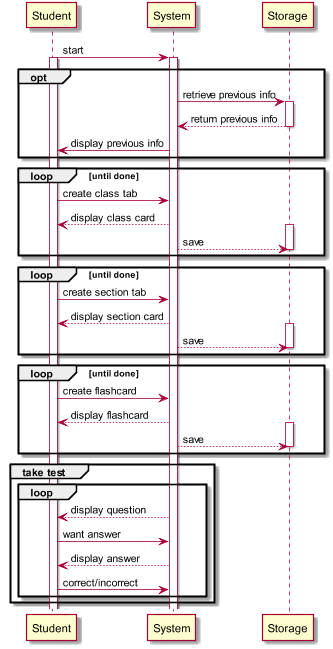 Student System Storage
start
opt
retrieve previous info
return previous info
display previous info
loop [until done]
create class tab
display class card
save
loop [until done]
create section tab
display section card
save
loop [until done]
create flashcard
display flashcard
save
take test
loop
display question
want answer
display answer
correct/incorrect
Student System Storage